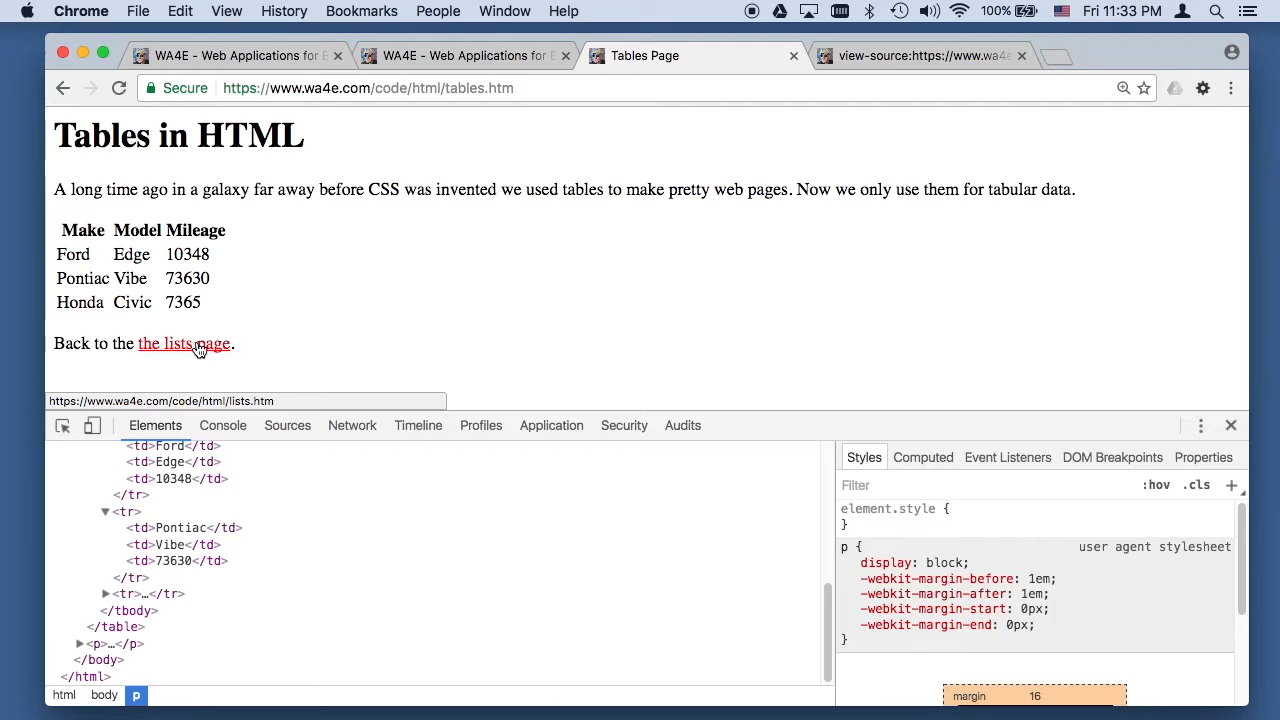 Chrome File Edit View History Bookmarks People Window Help 100% Fri 11:33 PM
WA4E - Web Applications for E WA4E - Web Applications for E Tables Page view-source:https://www.wa4e
Secure https://www.wa4e.com/code/html/tables.htm
Tables in HTML
A long time ago in a galaxy far away before CSS was invented we used tables to make pretty web pages. Now we only use them for tabular data.
Make Model Mileage
Ford Edge 10348
Pontiac Vibe 73630
Honda Civic 7365
Back to the the lists page.
https://www.wa4e.com/code/html/lists.htm
Elements Console Sources Network Timeline Profiles Application Security Audits
<td>Ford</td>
<td>Edge</td>
<td>10348</td>
</tr>
<tr>
<td>Pontiac</td>
<td>Vibe</td>
<td>73630</td>
</tr>
<tr>…</tr>
</tbody>
</table>
<p>…</p>
</body>
</html>
html body p
Styles Computed Event Listeners DOM Breakpoints Properties
Filter :hov .cls +
element.style {
}
p { user agent stylesheet
display: block;
-webkit-margin-before: 1em;
-webkit-margin-after: 1em;
-webkit-margin-start: 0px;
-webkit-margin-end: 0px;
}
margin 16